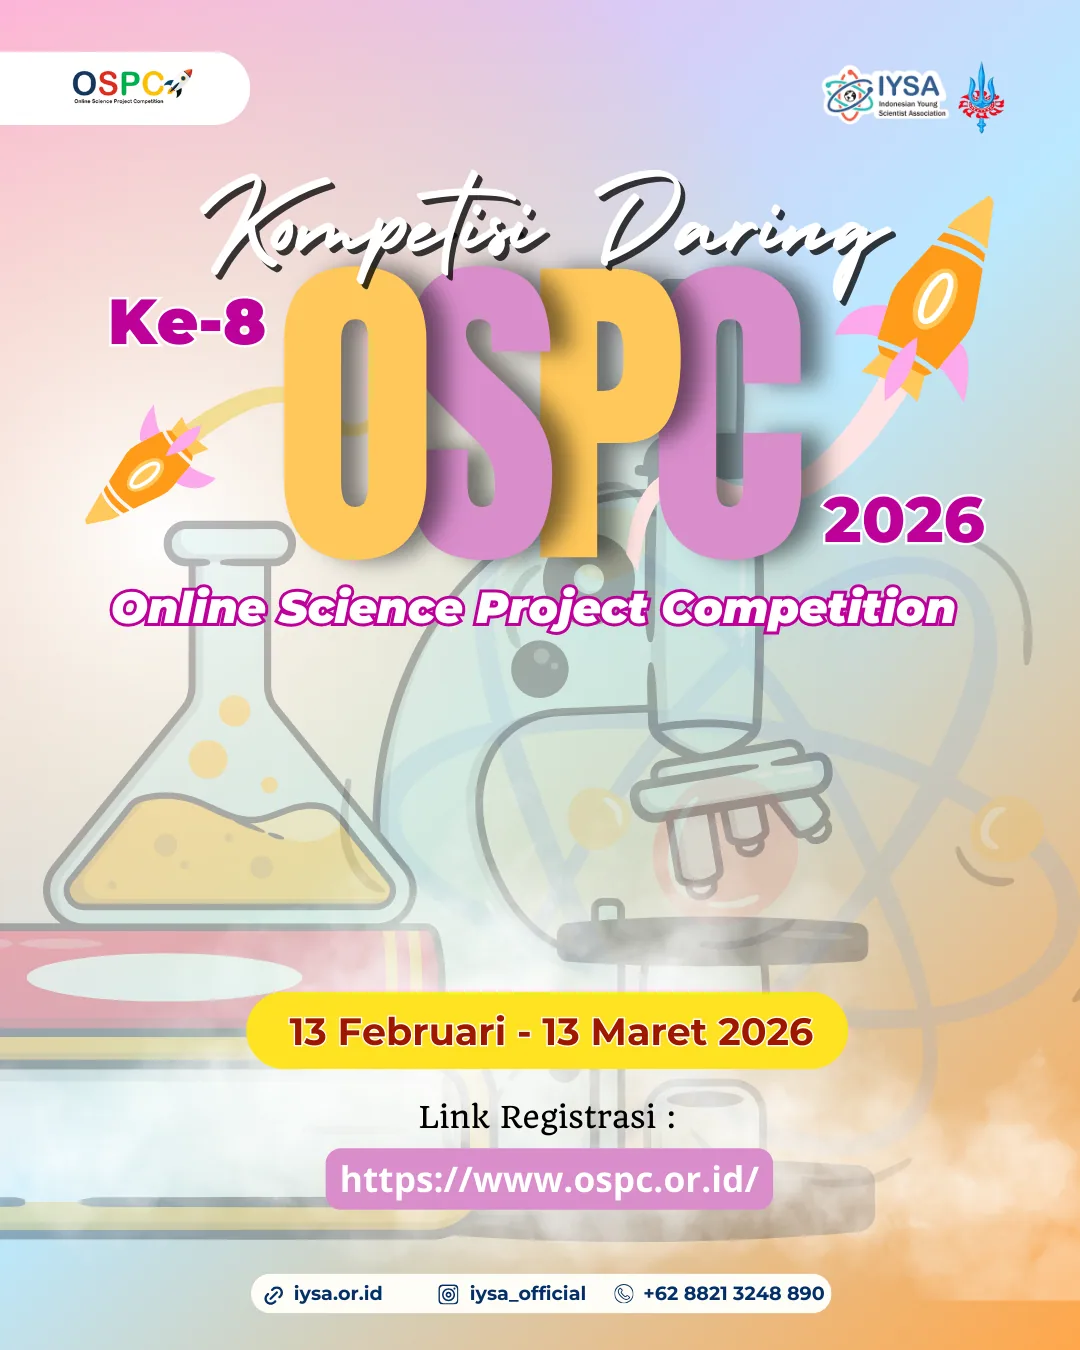 OSPC
Online Science Project Competition
IYSA
Indonesian Young
Scientist Association
Kompetisi Daring
Ke-8
OSPC
2026
Online Science Project Competition
13 Februari - 13 Maret 2026
Link Registrasi :
https://www.ospc.or.id/
iysa.or.id
iysa_official
+62 8821 3248 890